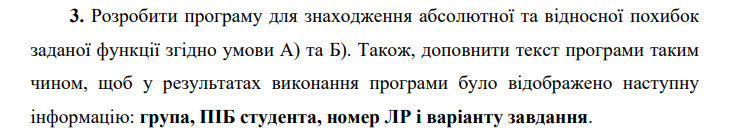 3. Розробити програму для знаходження абсолютної та відносної похибок
заданої функції згідно умови А) та Б). Також, доповнити текст програми таким
чином, щоб у результатах виконання програми було відображено наступну
інформацію: група, ПІБ студента, номер ЛР і варіанту завдання.